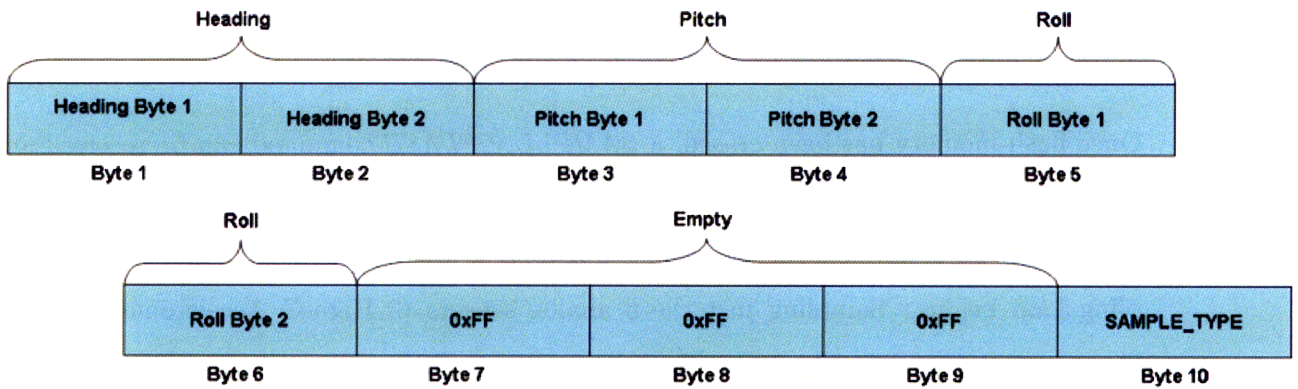 Heading Pitch Roll
Heading Byte 1 Heading Byte 2 Pitch Byte 1 Pitch Byte 2 Roll Byte 1
Byte 1 Byte 2 Byte 3 Byte 4 Byte 5
Roll Empty
Roll Byte 2 0xFF 0xFF 0xFF SAMPLE_TYPE
Byte 6 Byte 7 Byte 8 Byte 9 Byte 10